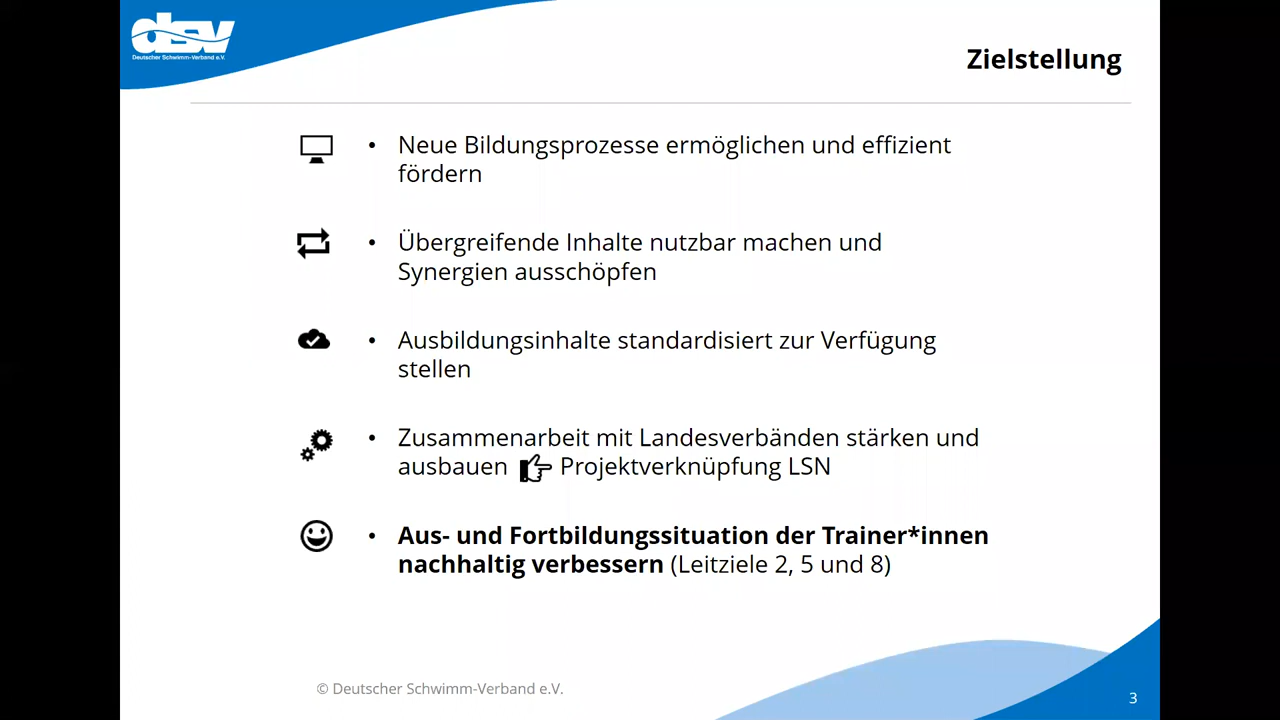 dsv
Deutscher Schwimm-Verband e.V.
Zielstellung
• Neue Bildungsprozesse ermöglichen und effizient
fördern
• Übergreifende Inhalte nutzbar machen und
Synergien ausschöpfen
• Ausbildungsinhalte standardisiert zur Verfügung
stellen
• Zusammenarbeit mit Landesverbänden stärken und
ausbauen Projektverknüpfung LSN
• Aus- und Fortbildungssituation der Trainer*innen
nachhaltig verbessern (Leitziele 2, 5 und 8)
© Deutscher Schwimm-Verband e.V.
3